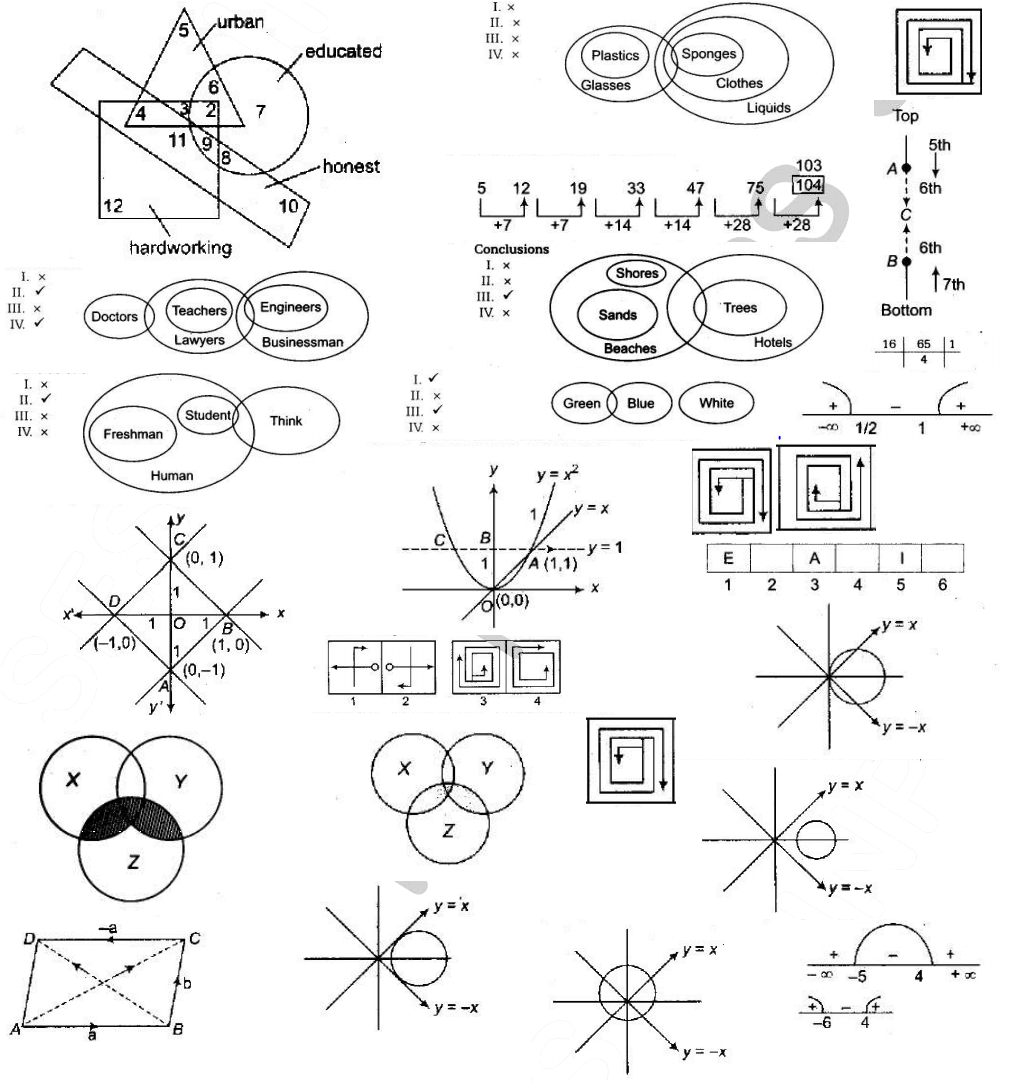 urban
educated
honest
hardworking
5
6
3
2
4
7
11
9
8
12
10
I. ×
II. ×
III. ×
IV. ×
Plastics
Sponges
Glasses
Clothes
Liquids
Top
5th
A
6th
C
6th
B
7th
Bottom
103
5 12 19 33 47 75 104
+7 +7 +14 +14 +28 +28
I. ×
II. ✓
III. ×
IV. ✓
Doctors
Teachers
Engineers
Lawyers
Businessman
Conclusions
I. ×
II. ×
III. ✓
IV. ×
Shores
Sands
Trees
Beaches
Hotels
16 65 1
4
I. ×
II. ✓
III. ×
IV. ×
Freshman
Student
Think
Human
I. ✓
II. ×
III. ✓
IV. ×
Green Blue White
+ − +
−∞ 1/2 1 +∞
y
C
(0, 1)
1
D
x' 1 O 1 x
(−1,0)
B
(1, 0)
1
(0,−1)
A
y'
y
y = x²
1
y = x
C B
y = 1
1
A (1,1)
x
O (0,0)
E A I
1 2 3 4 5 6
1 2 3 4
y = x
y = −x
X Y
Z
X Y
Z
y = x
y = −x
D −a C
b
A a B
y = x
y = −x
y = x
y = −x
+ − +
− ∞ −5 4 + ∞
+ − +
−6 4